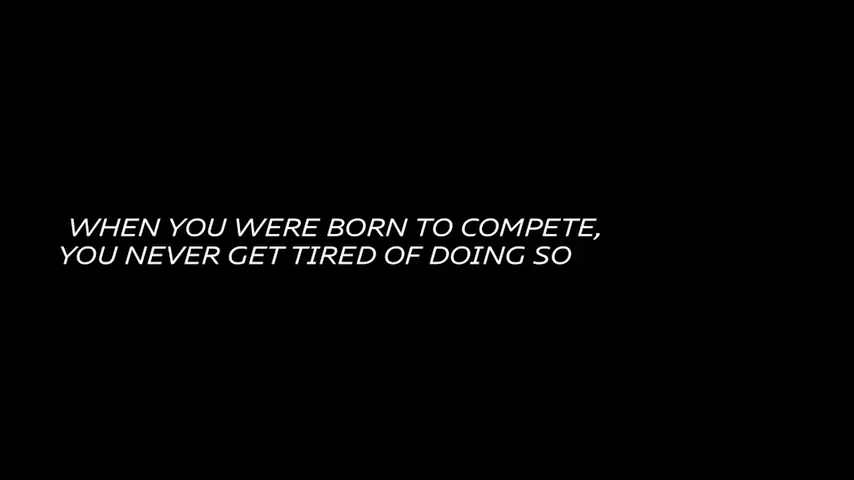 WHEN YOU WERE BORN TO COMPETE,
YOU NEVER GET TIRED OF DOING SO